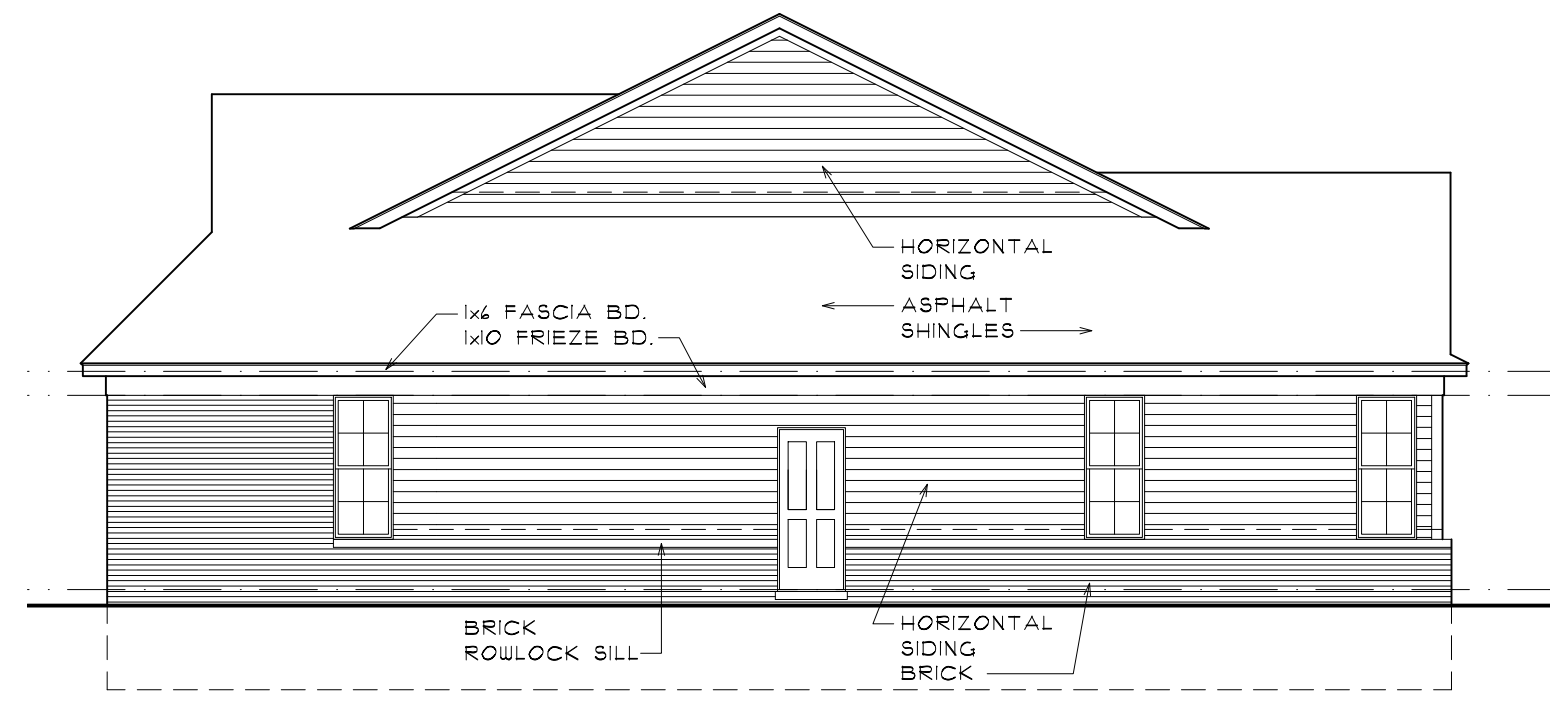 HORIZONTAL
SIDING
1x6 FASCIA BD.
1x10 FRIEZE BD.
ASPHALT
SHINGLES
BRICK
ROWLOCK SILL
HORIZONTAL
SIDING
BRICK